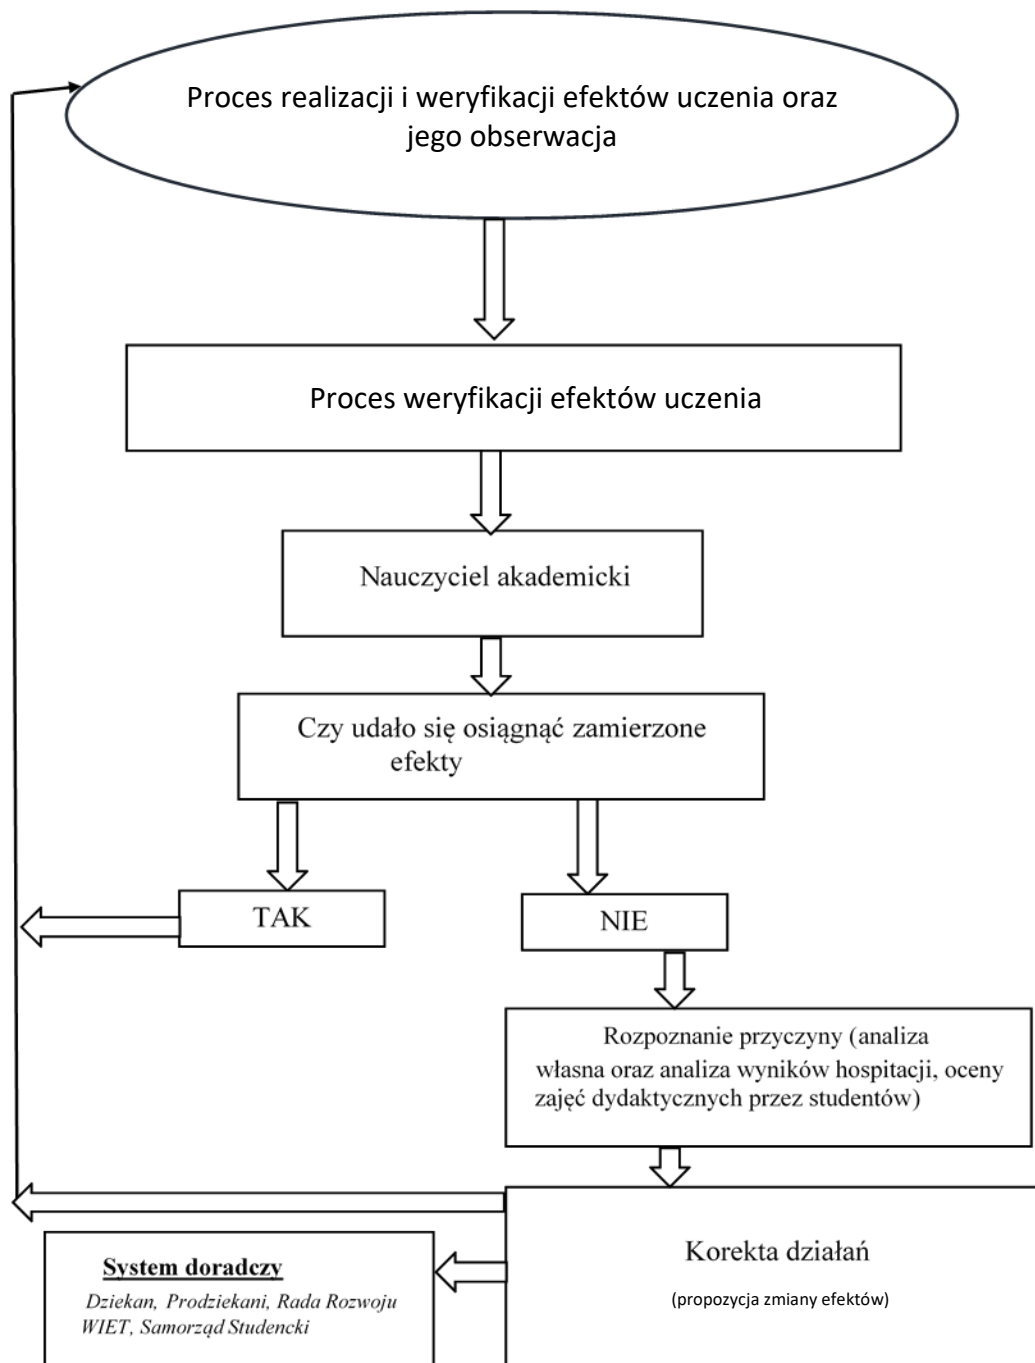 Proces realizacji i weryfikacji efektów uczenia oraz
jego obserwacja
Proces weryfikacji efektów uczenia
Nauczyciel akademicki
Czy udało się osiągnąć zamierzone
efekty
TAK
NIE
Rozpoznanie przyczyny (analiza
własna oraz analiza wyników hospitacji, oceny
zajęć dydaktycznych przez studentów)
Korekta działań
(propozycja zmiany efektów)
System doradczy
Dziekan, Prodziekani, Rada Rozwoju
WIET, Samorząd Studencki